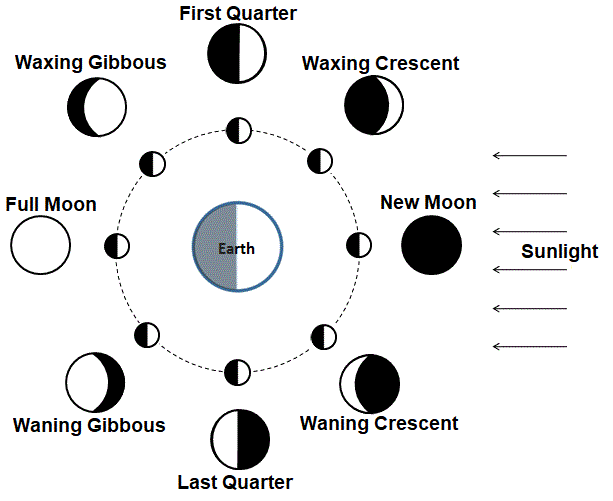 First Quarter
Waxing Gibbous
Waxing Crescent
Full Moon
New Moon
Earth
Sunlight
Waning Gibbous
Waning Crescent
Last Quarter